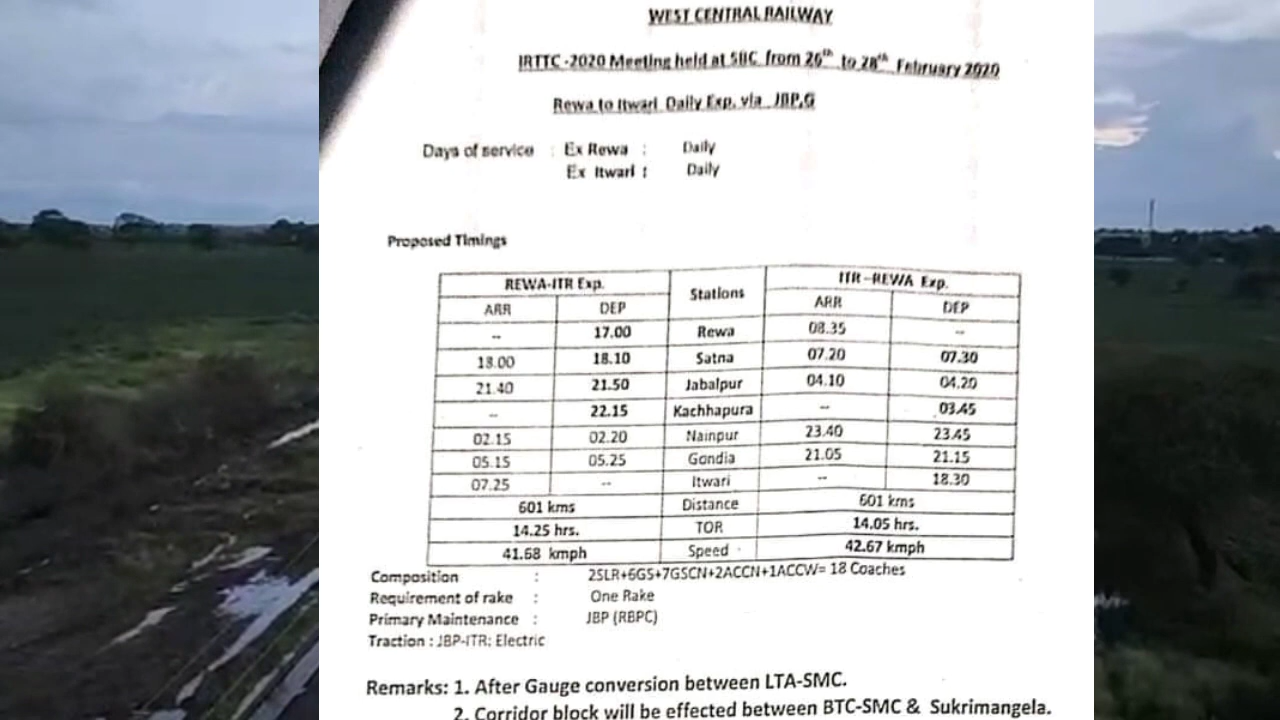 WEST CENTRAL RAILWAY
IRTTC -2020 Meeting held at SBC from 26th to 28th February 2020
Rewa to Itwari Daily Exp. via JBP,G
Days of service : Ex Rewa : Daily
Ex Itwari : Daily
Proposed Timings
REWA-ITR Exp. Stations ITR -REWA Exp.
ARR DEP ARR DEP
-- 17.00 Rewa 08.35 --
18.00 18.10 Satna 07.20 07.30
21.40 21.50 Jabalpur 04.10 04.20
-- 22.15 Kachhapura -- 03.45
02.15 02.20 Nainpur 23.40 23.45
05.15 05.25 Gondia 21.05 21.15
07.25 -- Itwari -- 18.30
601 kms Distance 601 kms
14.25 hrs. TOR 14.05 hrs.
41.68 kmph Speed 42.67 kmph
Composition : 2SLR+6GS+7GSCN+2ACCN+1ACCW= 18 Coaches
Requirement of rake : One Rake
Primary Maintenance : JBP (RBPC)
Traction : JBP-ITR: Electric
Remarks: 1. After Gauge conversion between LTA-SMC.
2. Corridor block will be effected between BTC-SMC & Sukrimangela.